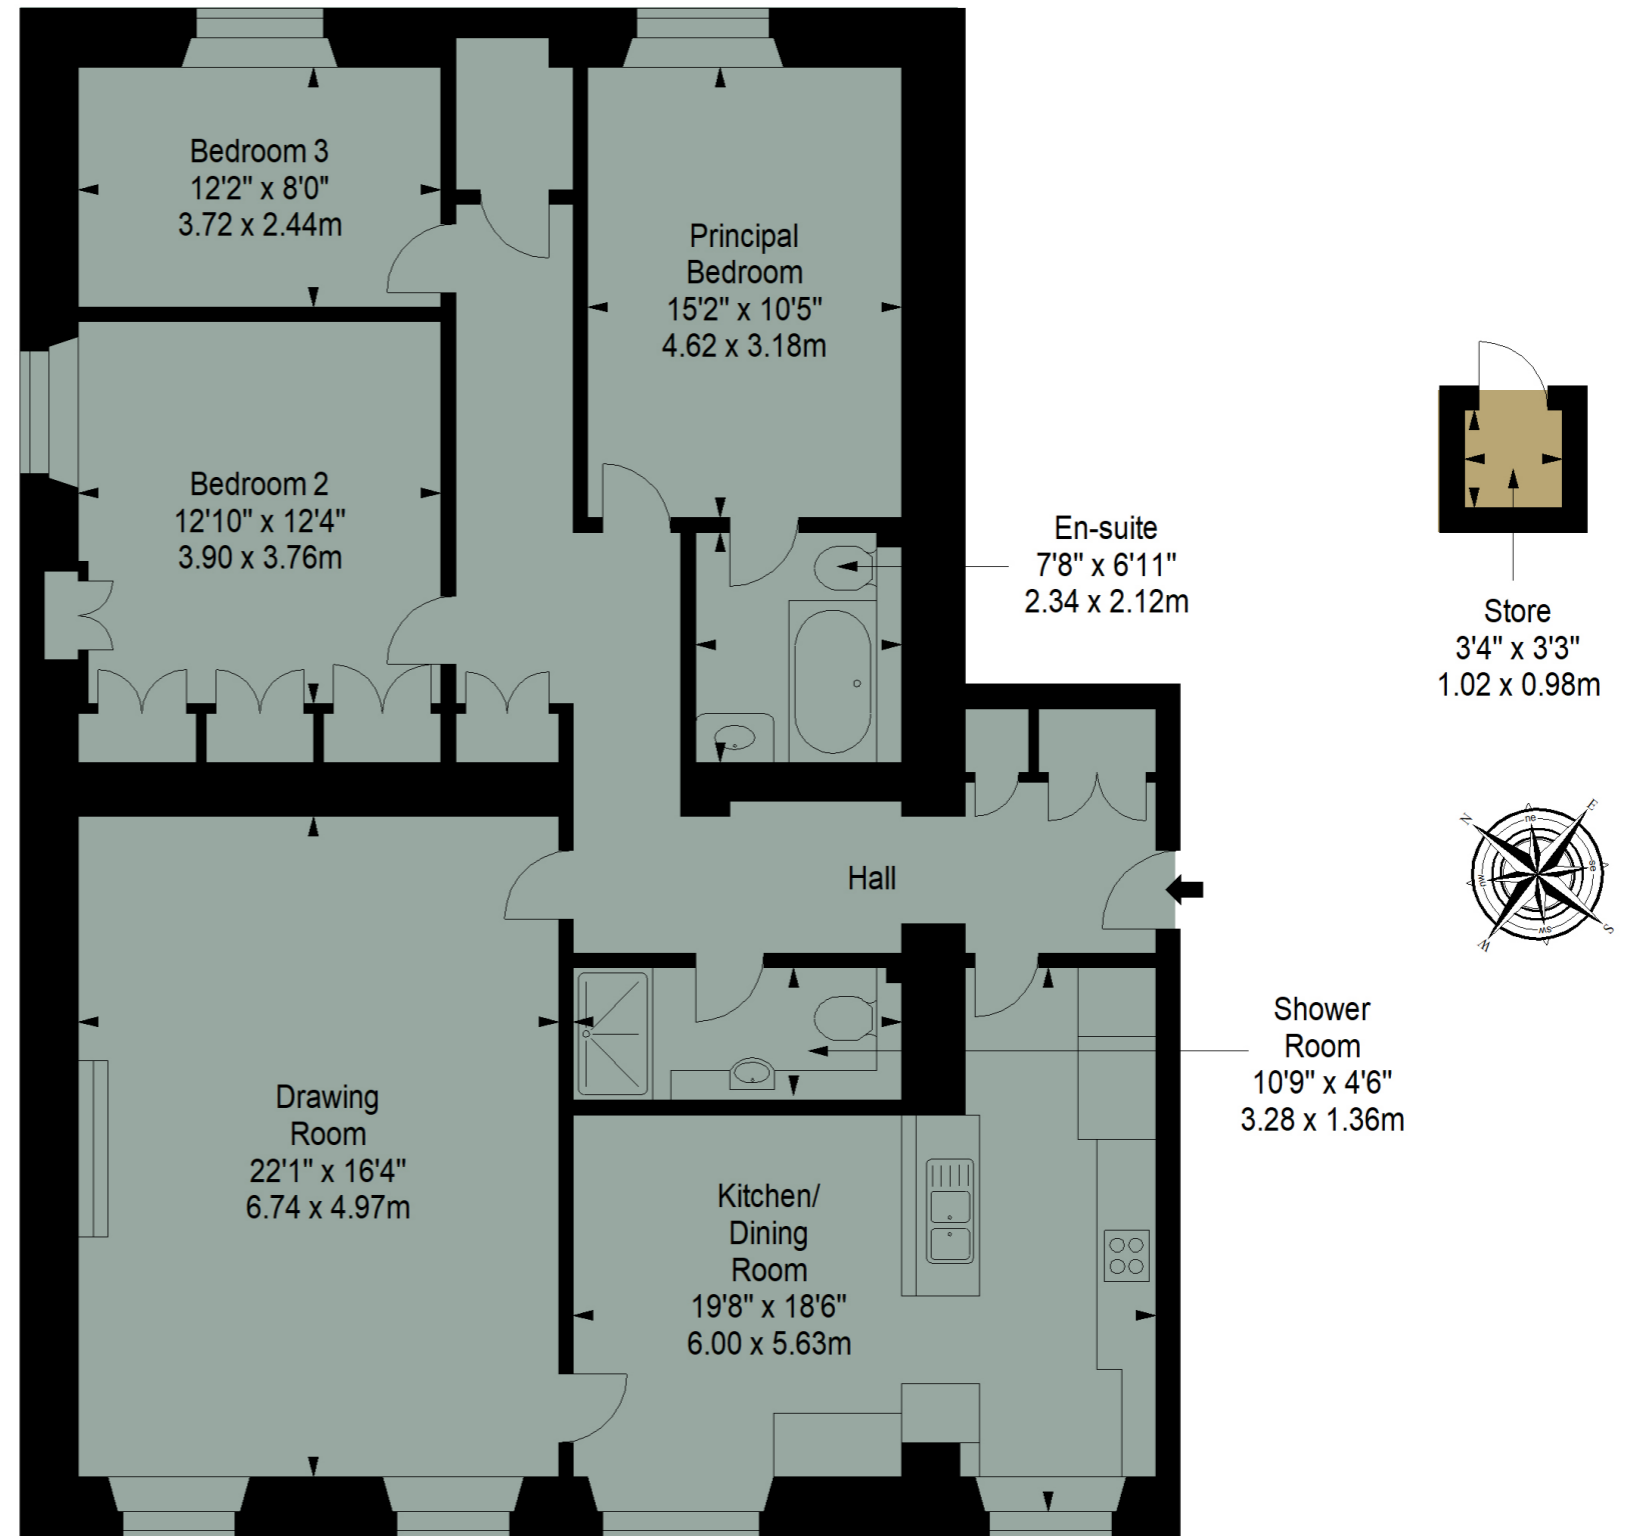 Bedroom 3
12'2" x 8'0"
3.72 x 2.44m
Principal
Bedroom
15'2" x 10'5"
4.62 x 3.18m
Bedroom 2
12'10" x 12'4"
3.90 x 3.76m
En-suite
7'8" x 6'11"
2.34 x 2.12m
Store
3'4" x 3'3"
1.02 x 0.98m
Hall
N
ne
E
nw
se
W
sw
S
Shower
Room
10'9" x 4'6"
3.28 x 1.36m
Drawing
Room
22'1" x 16'4"
6.74 x 4.97m
Kitchen/
Dining
Room
19'8" x 18'6"
6.00 x 5.63m